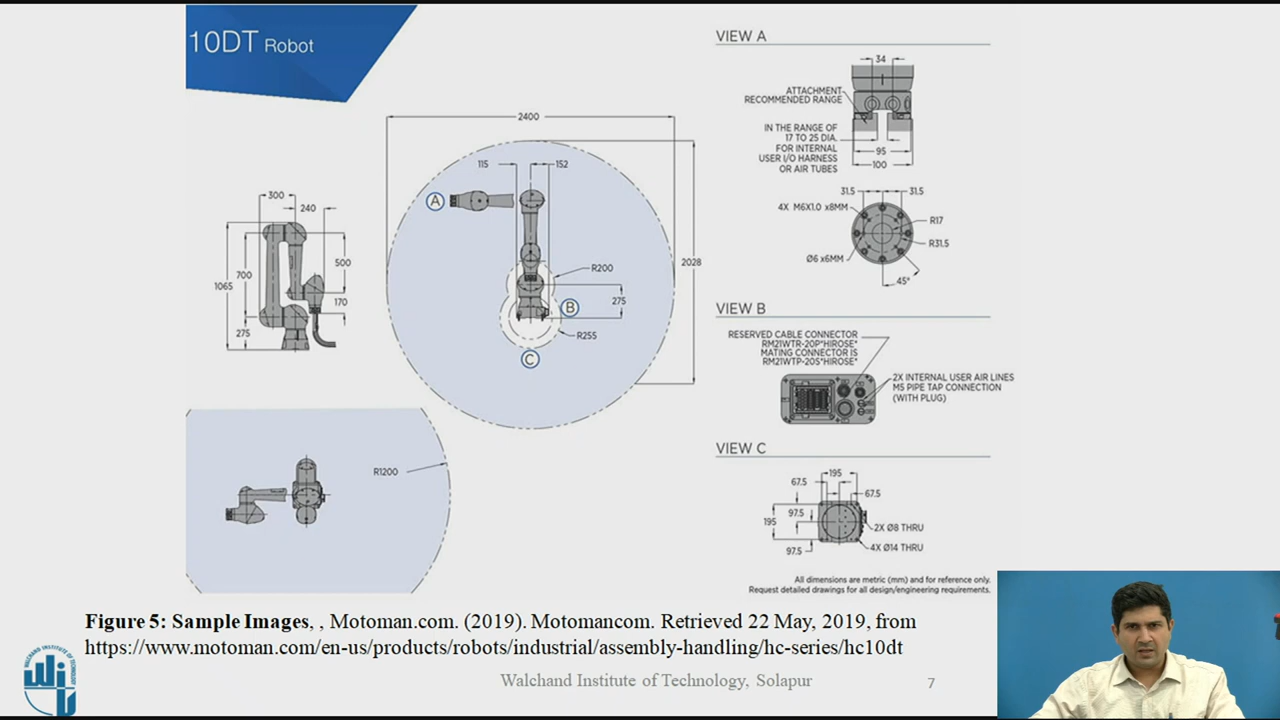 10DT Robot
2400
115
152
A
R200
275
B
R255
C
2028
300
240
1065
700
500
170
275
R1200
VIEW A
34
ATTACHMENT
RECOMMENDED RANGE
IN THE RANGE OF
17 TO 25 DIA.
FOR INTERNAL
USER I/O HARNESS
OR AIR TUBES
95
100
31.5
31.5
4X M6X1.0 x8MM
R17
R31.5
Ø6 x6MM
45°
VIEW B
RESERVED CABLE CONNECTOR
RM21WTR-20P"HIROSE"
MATING CONNECTOR IS
RM21WTP-20S"HIROSE"
2X INTERNAL USER AIR LINES
M5 PIPE TAP CONNECTION
(WITH PLUG)
VIEW C
195
67.5
67.5
97.5
195
97.5
2X Ø8 THRU
4X Ø14 THRU
All dimensions are metric (mm) and for reference only.
Request detailed drawings for all design/engineering requirements.
Figure 5: Sample Images, , Motoman.com. (2019). Motomancom. Retrieved 22 May, 2019, from
https://www.motoman.com/en-us/products/robots/industrial/assembly-handling/hc-series/hc10dt
WALCHAND INSTITUTE OF TECHNOLOGY, SOLAPUR
Walchand Institute of Technology, Solapur
7